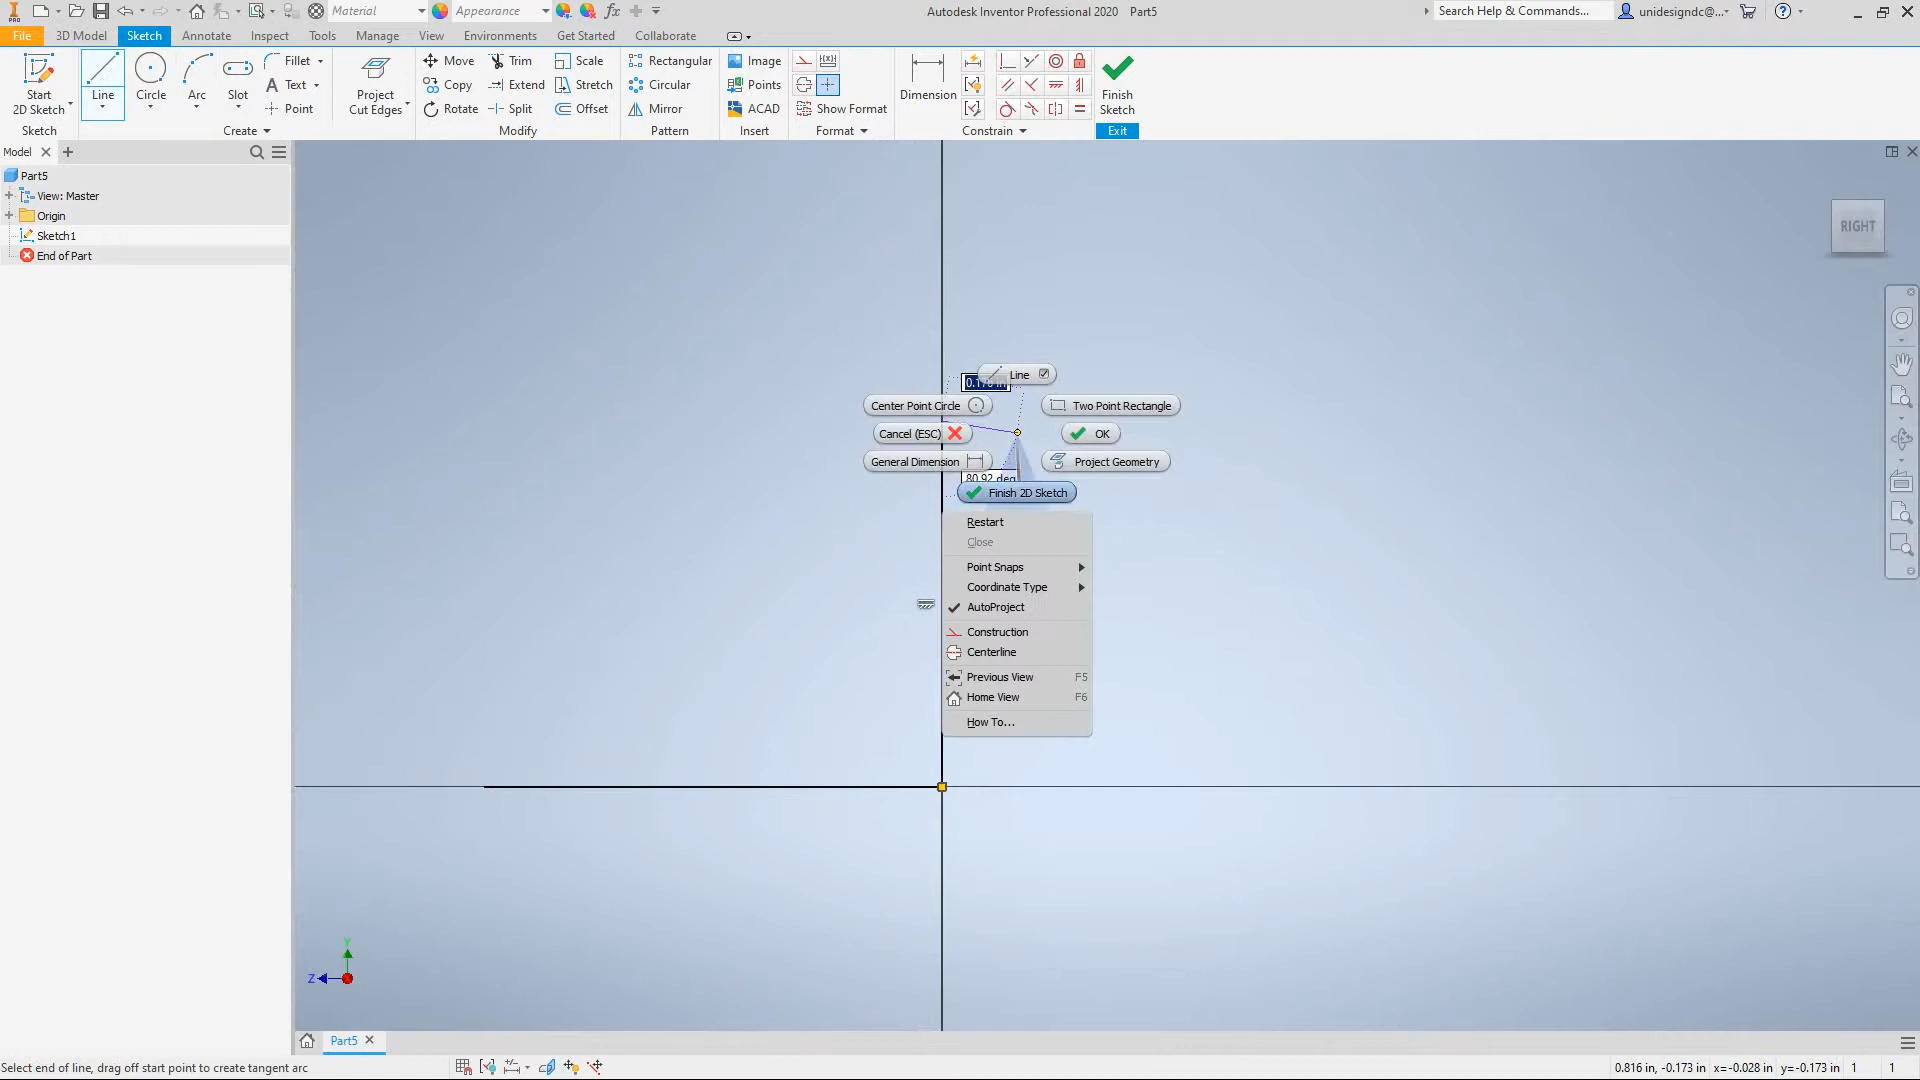 PRO
Material
Appearance
fx
Autodesk Inventor Professional 2020 Part5
Search Help & Commands...
unidesigndc@...
File
3D Model
Sketch
Annotate
Inspect
Tools
Manage
View
Environments
Get Started
Collaborate
Start
2D Sketch
Line
Circle
Arc
Slot
Fillet
Text
Point
Project
Cut Edges
Move
Copy
Rotate
Trim
Extend
Split
Scale
Stretch
Offset
Rectangular
Circular
Mirror
Image
Points
ACAD
Show Format
Dimension
Finish
Sketch
Sketch
Create
Modify
Pattern
Insert
Format
Constrain
Exit
Model
Part5
View: Master
Origin
Sketch1
End of Part
RIGHT
Line
Center Point Circle
Two Point Rectangle
Cancel (ESC)
OK
General Dimension
Project Geometry
80.92 deg
Finish 2D Sketch
Restart
Close
Point Snaps
Coordinate Type
AutoProject
Construction
Centerline
Previous View F5
Home View F6
How To...
Y
Z
Part5
Select end of line, drag off start point to create tangent arc
0.816 in, -0.173 in x=-0.028 in y=-0.173 in 1 1